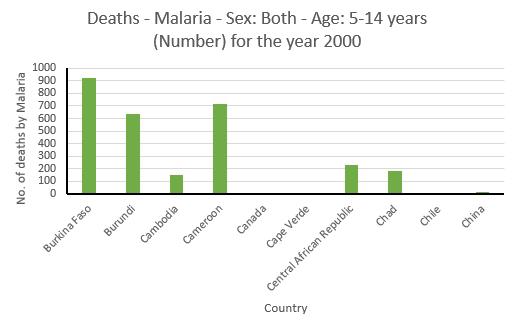 Deaths - Malaria - Sex: Both - Age: 5-14 years
(Number) for the year 2000
No. of deaths by Malaria
1000
900
800
700
600
500
400
300
200
100
0
Burkina Faso
Burundi
Cambodia
Cameroon
Canada
Cape Verde
Central African Republic
Chad
Chile
China
Country